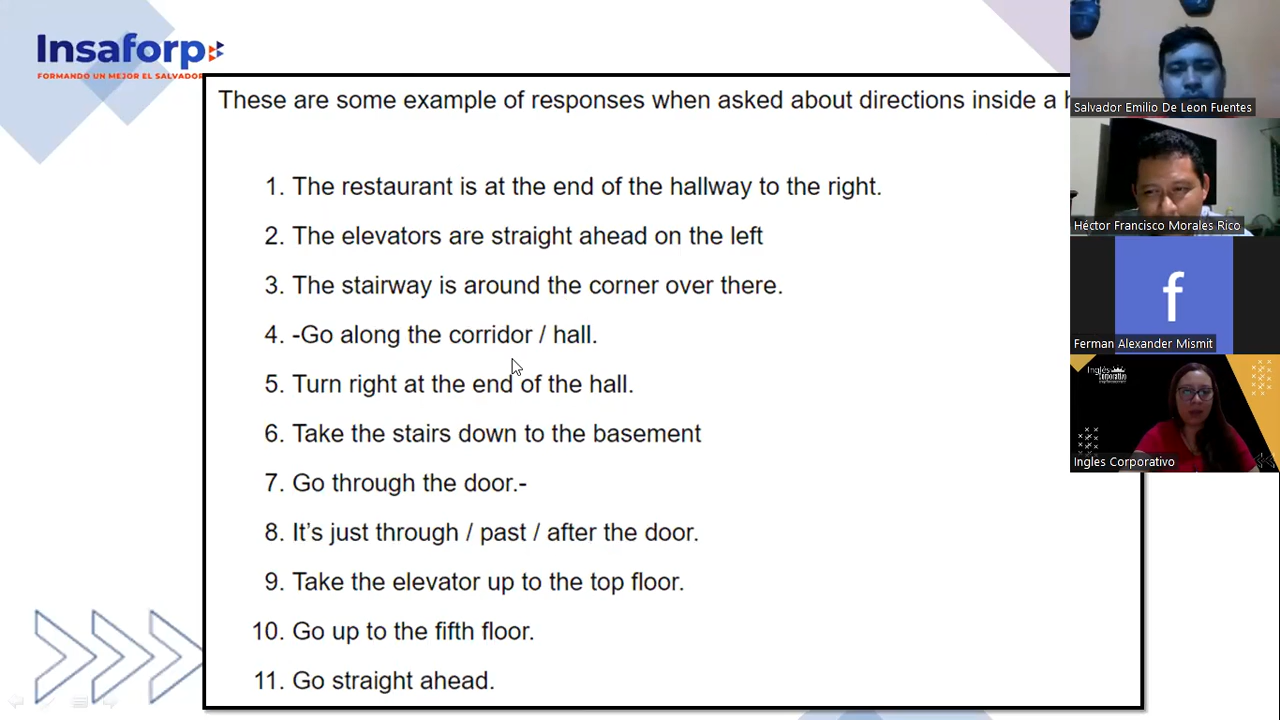 Insaforp
FORMANDO UN MEJOR EL SALVADOR
These are some example of responses when asked about directions inside a
1. The restaurant is at the end of the hallway to the right.
2. The elevators are straight ahead on the left
3. The stairway is around the corner over there.
4. -Go along the corridor / hall.
5. Turn right at the end of the hall.
6. Take the stairs down to the basement
7. Go through the door.-
8. It’s just through / past / after the door.
9. Take the elevator up to the top floor.
10. Go up to the fifth floor.
11. Go straight ahead.
Salvador Emilio De Leon Fuentes
Héctor Francisco Morales Rico
f
Ferman Alexander Mismit
Inglés
Corporativo
Ingles Corporativo